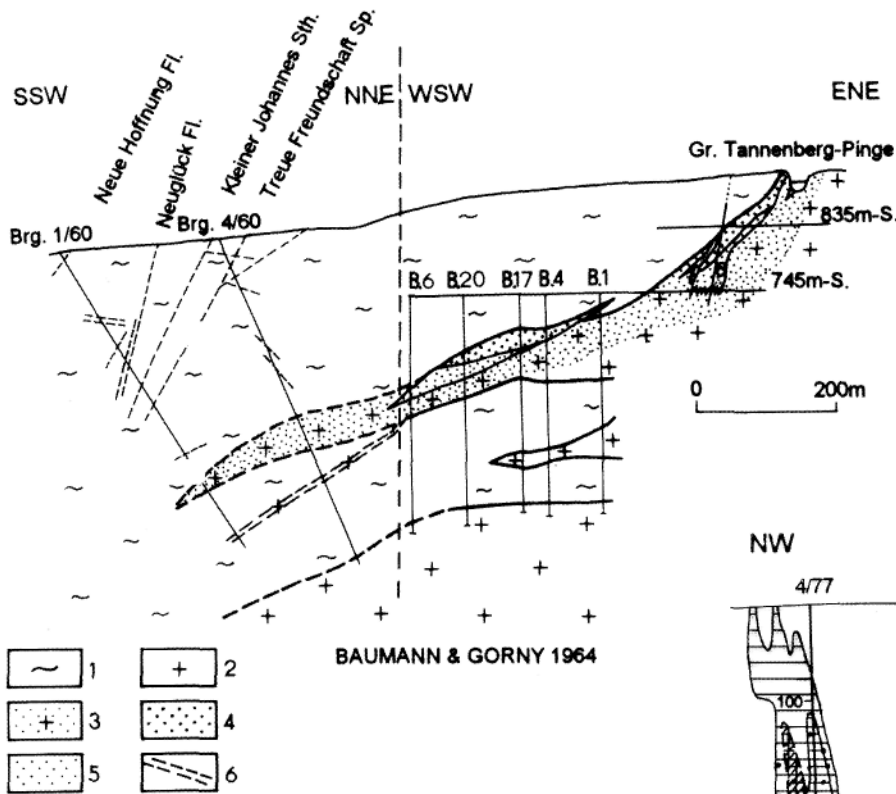 Neue Hoffnung Fl.
Neuglück Fl.
Kleiner Johannes Sth.
Treue Freundschaft Sp.
SSW
NNE
WSW
ENE
Gr. Tannenberg-Pinge
Brg. 1/60
Brg. 4/60
835m-S.
745m-S.
B.6 B.20 B.17 B.4 B.1
0 200m
NW
4/77
100
BAUMANN & GORNY 1964
1 2
3 4
5 6